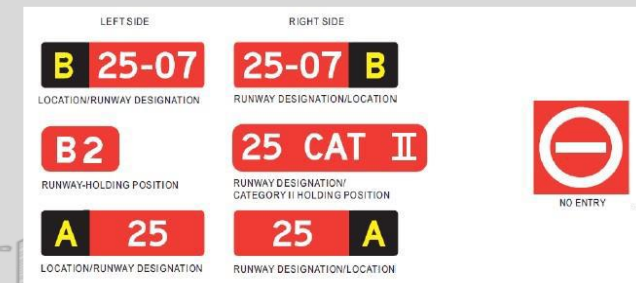 LEFT SIDE
RIGHT SIDE
B 25-07
25-07 B
LOCATION/RUNWAY DESIGNATION
RUNWAY DESIGNATION/LOCATION
B2
25 CAT II
RUNWAY-HOLDING POSITION
RUNWAY DESIGNATION/
CATEGORY II HOLDING POSITION
NO ENTRY
A 25
25 A
LOCATION/RUNWAY DESIGNATION
RUNWAY DESIGNATION/LOCATION